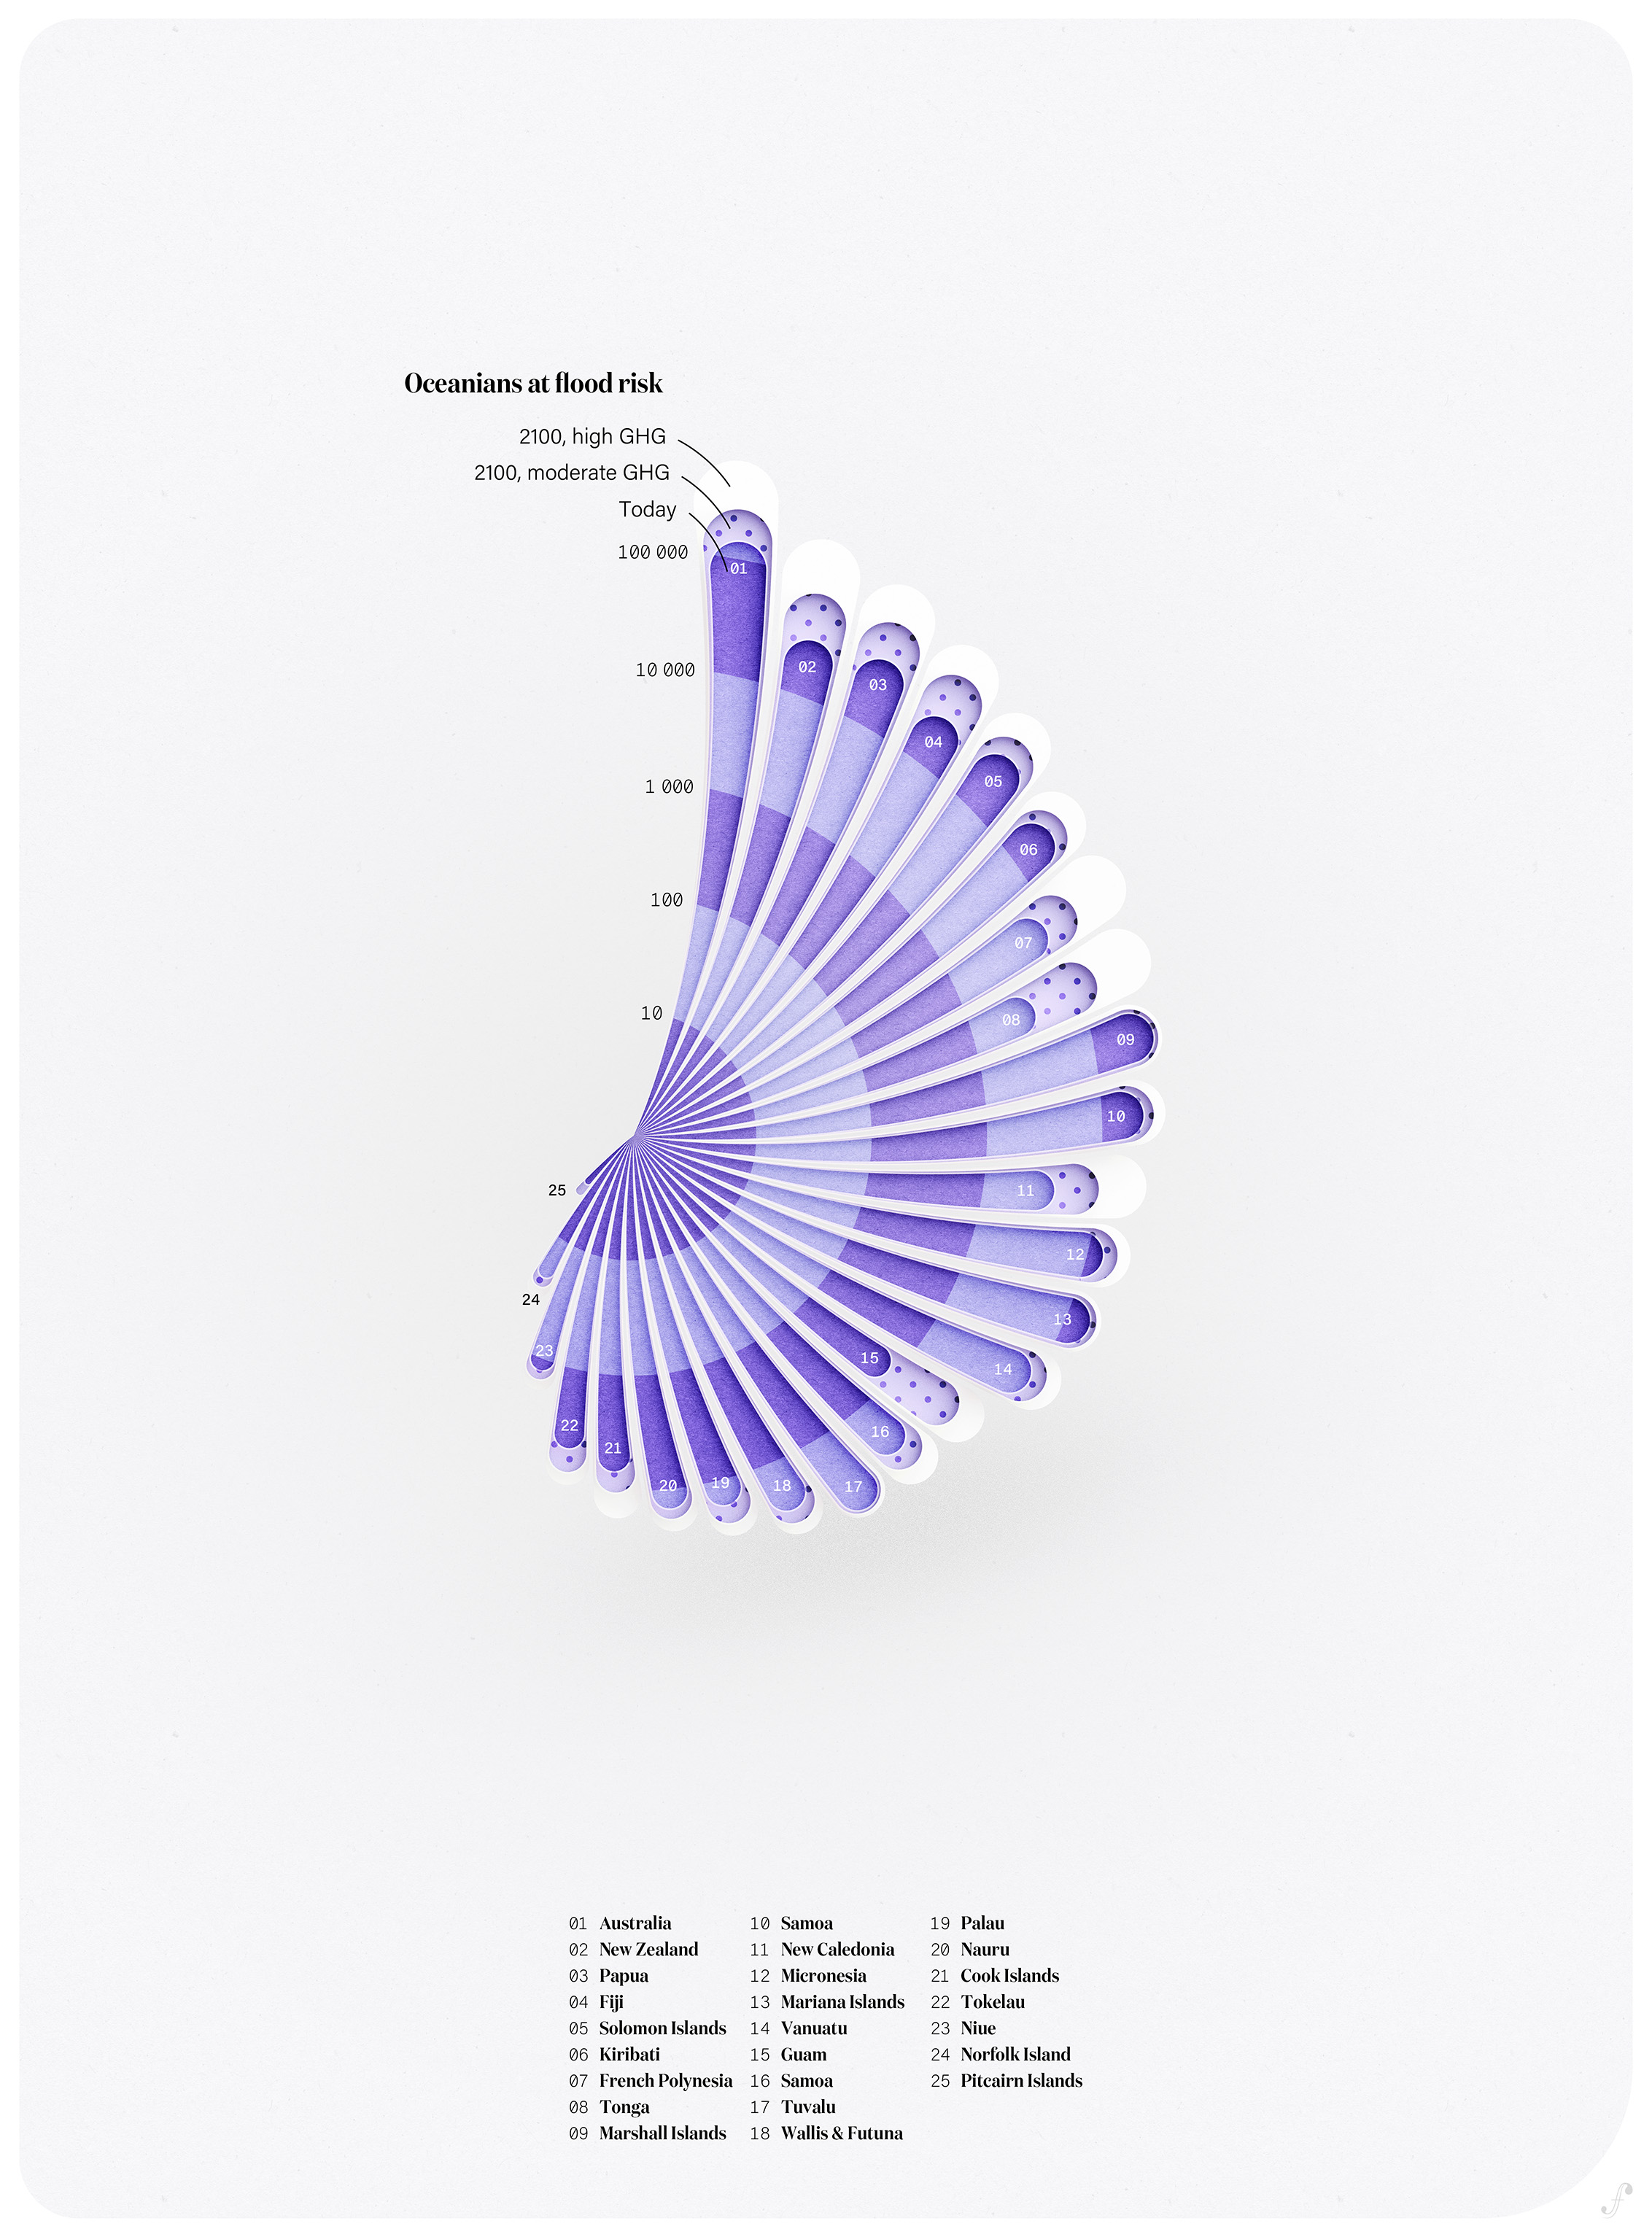 Oceanians at flood risk
2100, high GHG
2100, moderate GHG
Today
100 000
10 000
1 000
100
10
01
02
03
04
05
06
07
08
09
10
11
12
13
14
15
16
17
18
19
20
21
22
23
24
25
01 Australia
02 New Zealand
03 Papua
04 Fiji
05 Solomon Islands
06 Kiribati
07 French Polynesia
08 Tonga
09 Marshall Islands
10 Samoa
11 New Caledonia
12 Micronesia
13 Mariana Islands
14 Vanuatu
15 Guam
16 Samoa
17 Tuvalu
18 Wallis & Futuna
19 Palau
20 Nauru
21 Cook Islands
22 Tokelau
23 Niue
24 Norfolk Island
25 Pitcairn Islands
f